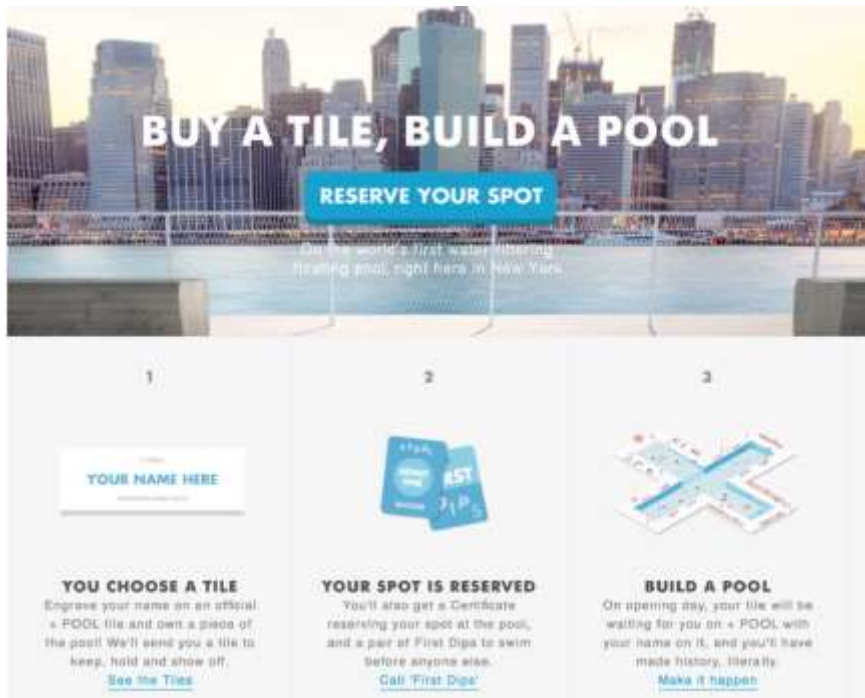 BUY A TILE, BUILD A POOL
RESERVE YOUR SPOT
On the world's first water filtering
floating pool, right here in New York
1
2
3
YOUR NAME HERE
ADMIT
ONE
FIRST
DIPS
YOU CHOOSE A TILE
Engrave your name on an official
+ POOL tile and own a piece of
the pool! We'll send you a tile to
keep, hold and show off.
See the Tiles
YOUR SPOT IS RESERVED
You'll also get a Certificate
reserving your spot at the pool,
and a pair of First Dips to swim
before anyone else.
Call 'First Dips'
BUILD A POOL
On opening day, your tile will be
waiting for you on + POOL with
your name on it, and you'll have
made history, literally.
Make it happen